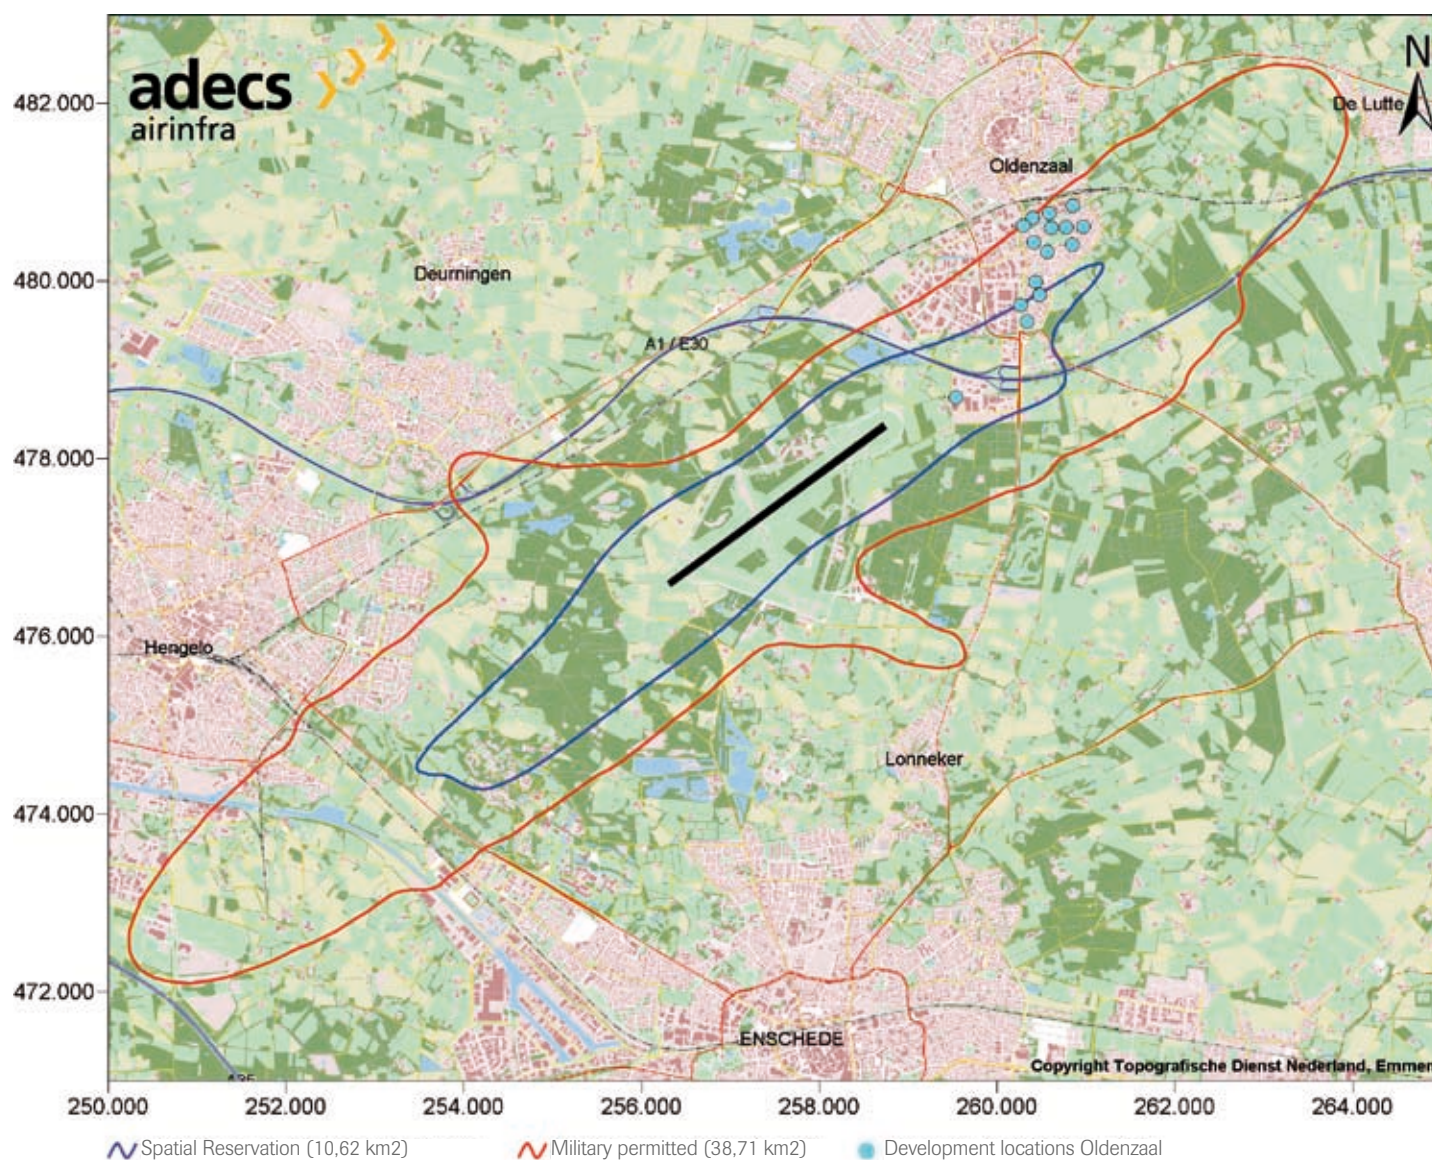 adecs
airinfra
N
482.000
De Lutte
Oldenzaal
480.000
Deurningen
A1 / E30
478.000
476.000
Hengelo
Lonneker
474.000
472.000
ENSCHEDE
Copyright Topografische Dienst Nederland, Emmen
250.000 252.000 254.000 256.000 258.000 260.000 262.000 264.000
Spatial Reservation (10,62 km2) Military permitted (38,71 km2) Development locations Oldenzaal